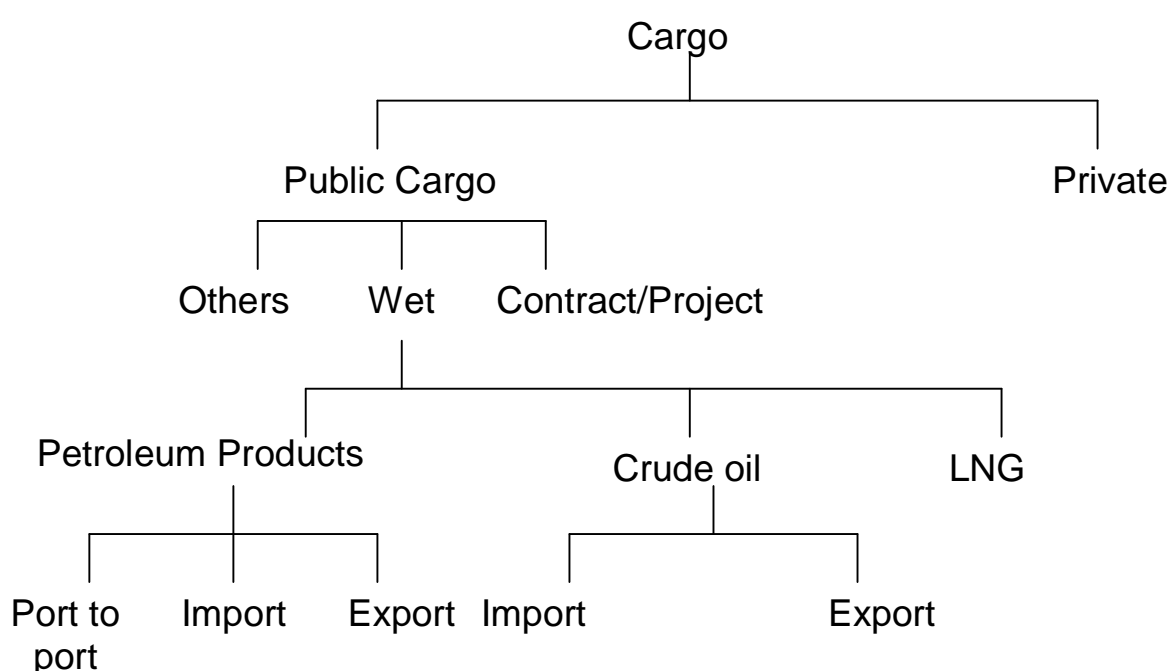 Cargo
Public Cargo
Private
Others
Wet
Contract/Project
Petroleum Products
Crude oil
LNG
Port to
port
Import
Export
Import
Export